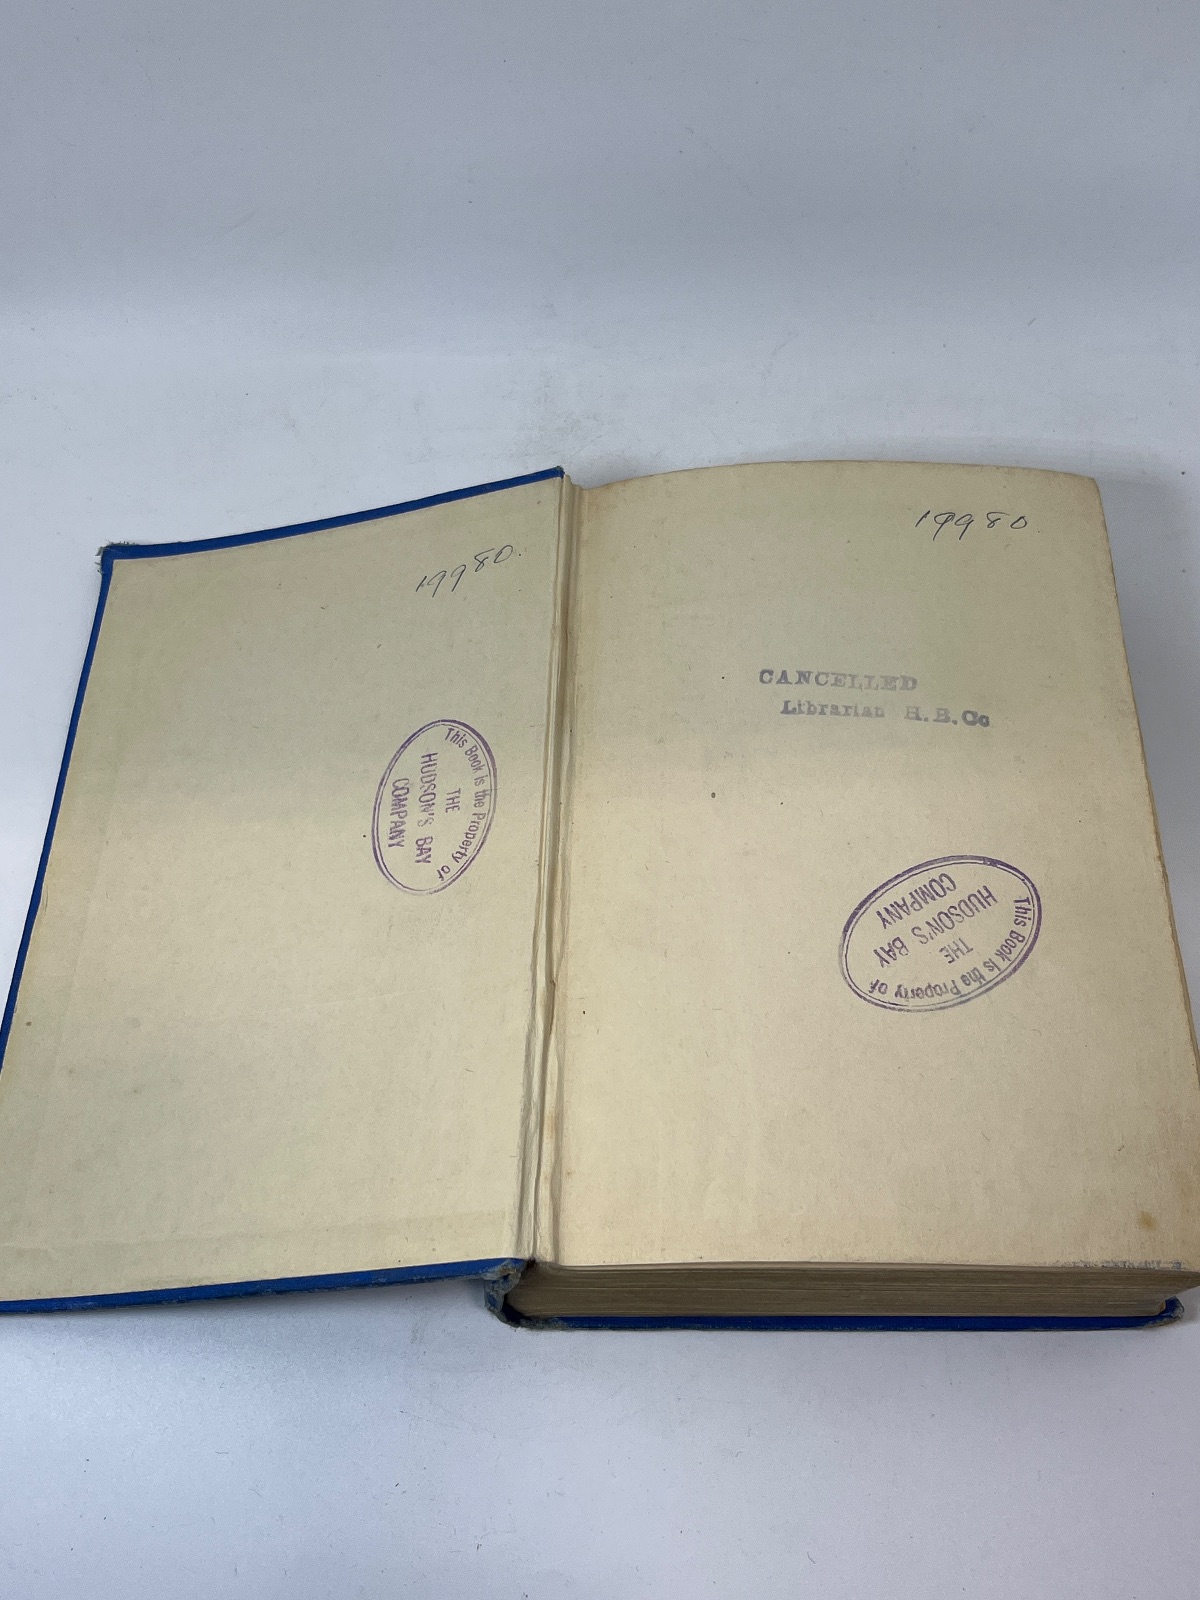 19980.
This Book is the Property of
THE
HUDSON'S BAY
COMPANY
19980.
CANCELLED
Librarian H.B.Co
This Book is the Property of
THE
HUDSON'S BAY
COMPANY